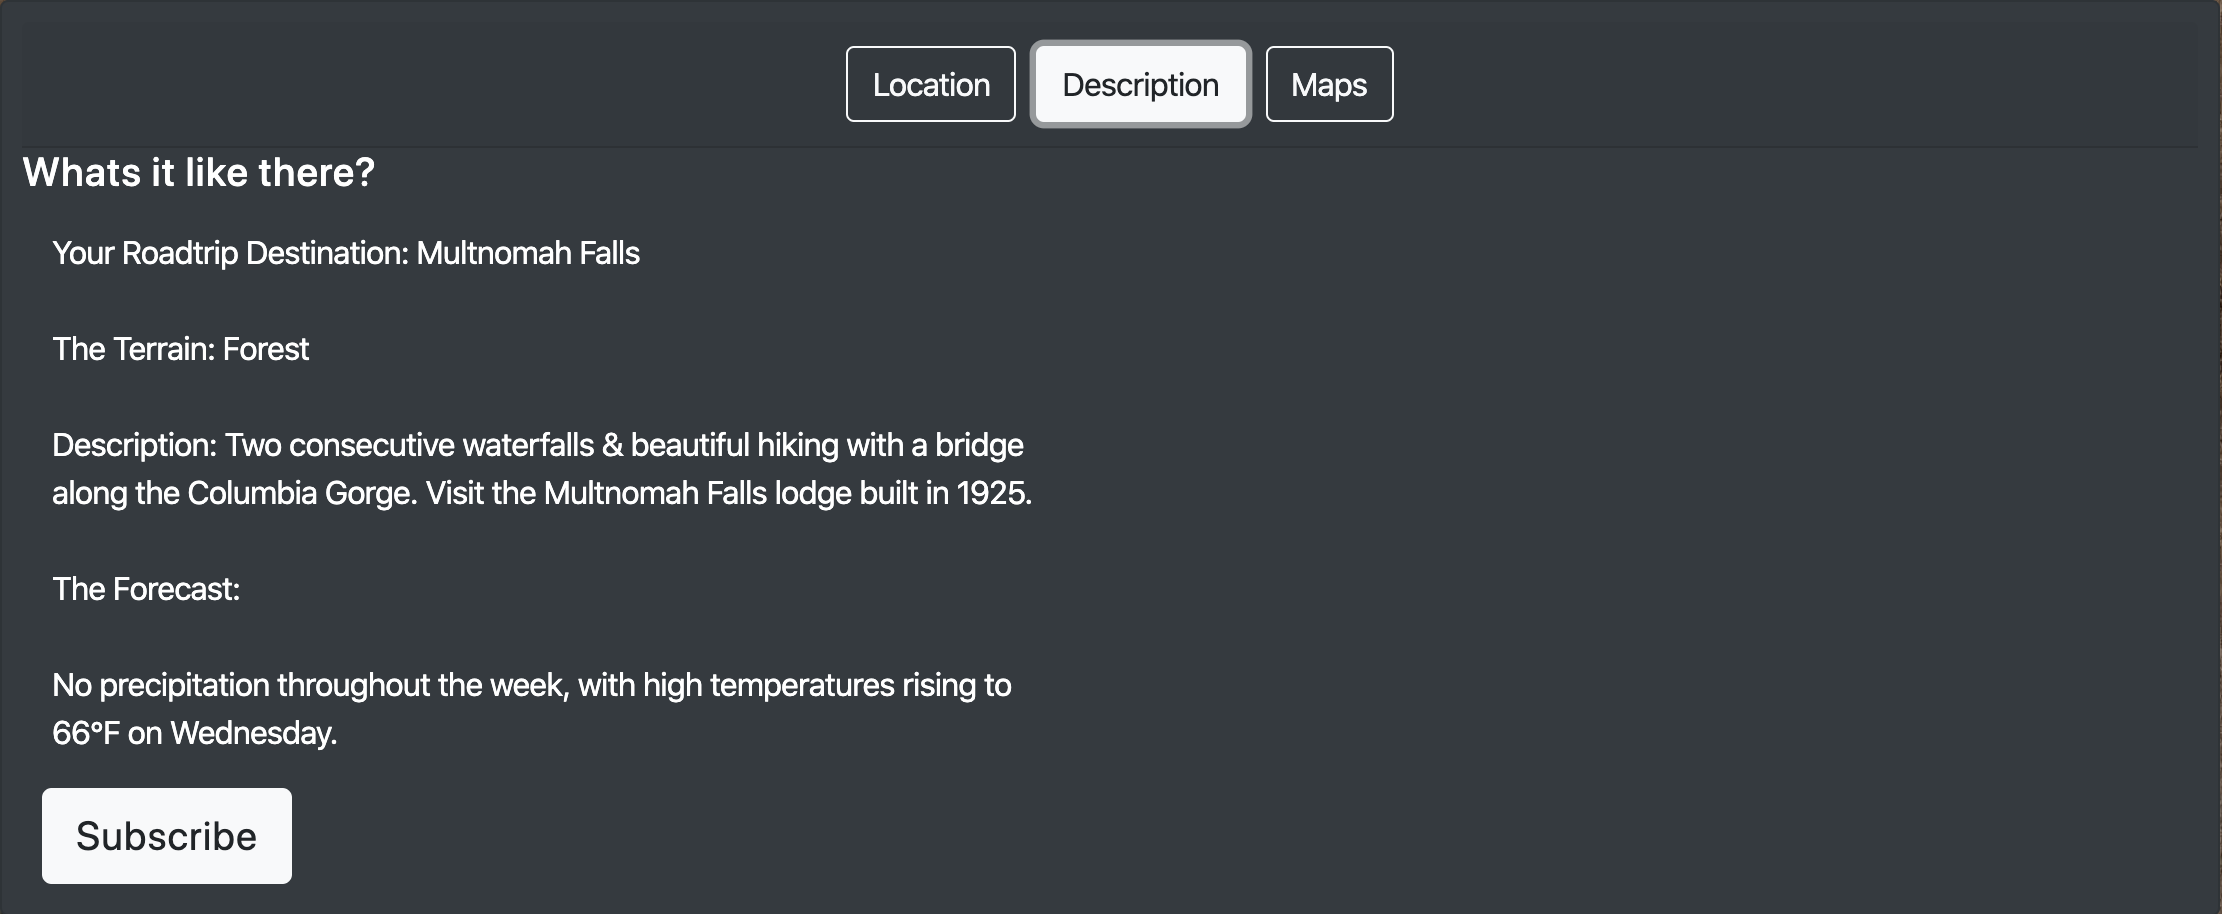 Location Description Maps
Whats it like there?
Your Roadtrip Destination: Multnomah Falls
The Terrain: Forest
Description: Two consecutive waterfalls & beautiful hiking with a bridge
along the Columbia Gorge. Visit the Multnomah Falls lodge built in 1925.
The Forecast:
No precipitation throughout the week, with high temperatures rising to
66°F on Wednesday.
Subscribe